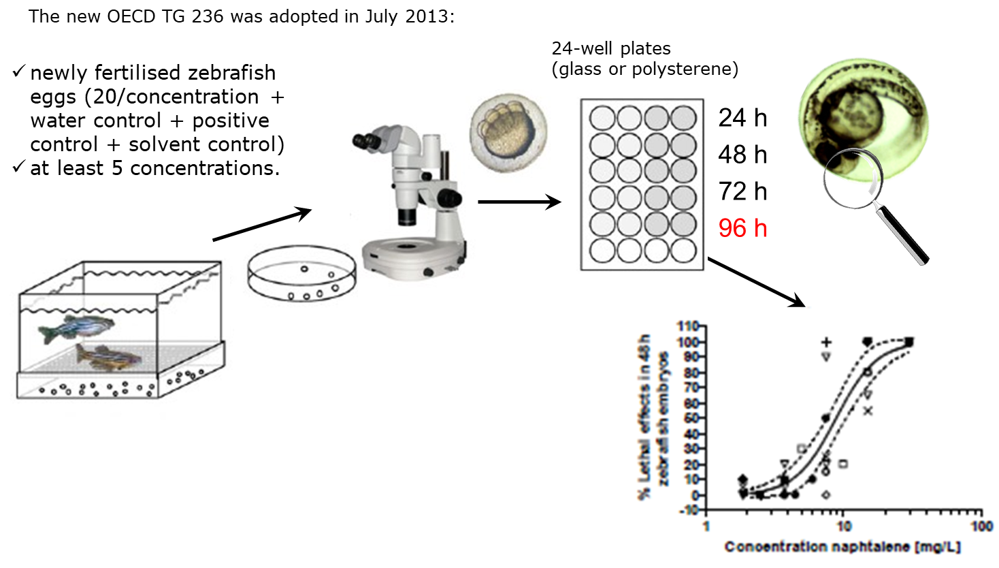 The new OECD TG 236 was adopted in July 2013:
✓ newly fertilised zebrafish
eggs (20/concentration +
water control + positive
control + solvent control)
✓ at least 5 concentrations.
24-well plates
(glass or polysterene)
24 h
48 h
72 h
96 h
% Lethal effects in 48h
zebrafish embryos
110
100
90
80
70
60
50
40
30
20
10
0
-10
1
10
100
Concentration naphtalene [mg/L]